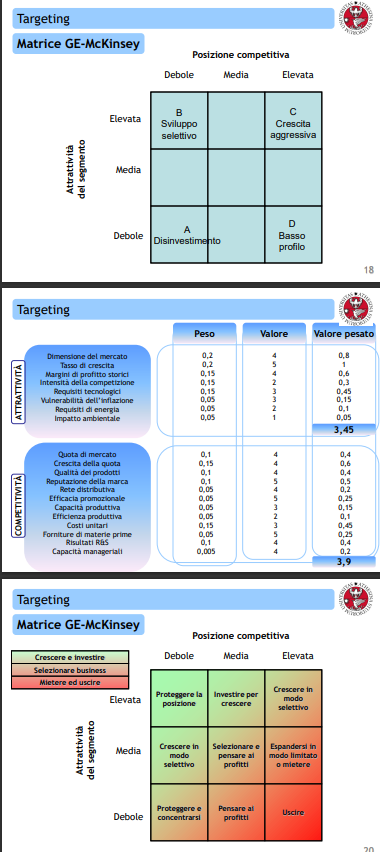 Targeting
Matrice GE-McKinsey
Posizione competitiva
Debole Media Elevata
Attrattività
del segmento
Elevata
B
Sviluppo
selettivo
C
Crescita
aggressiva
Media
Debole
A
Disinvestimento
D
Basso
profilo
18
Targeting
Peso Valore Valore pesato
ATTRATTIVITÀ
Dimensione del mercato 0,2 4 0,8
Tasso di crescita 0,2 5 1
Margini di profitto storici 0,15 4 0,6
Intensità della competizione 0,15 2 0,3
Requisiti tecnologici 0,15 3 0,45
Vulnerabilità dell'inflazione 0,05 3 0,15
Requisiti di energia 0,05 2 0,1
Impatto ambientale 0,05 1 0,05
3,45
COMPETITIVITÀ
Quota di mercato 0,1 4 0,4
Crescita della quota 0,15 4 0,6
Qualità dei prodotti 0,1 4 0,4
Reputazione della marca 0,1 5 0,5
Rete distributiva 0,05 4 0,2
Efficacia promozionale 0,05 5 0,25
Capacità produttiva 0,05 3 0,15
Efficienza produttiva 0,05 2 0,1
Costi unitari 0,15 3 0,45
Forniture di materie prime 0,05 5 0,25
Risultati R&S 0,1 4 0,4
Capacità manageriali 0,005 4 0,2
3,9
Targeting
Matrice GE-McKinsey
Posizione competitiva
Debole Media Elevata
Crescere e investire
Selezionare business
Mietere ed uscire
Attrattività
del segmento
Elevata
Proteggere la
posizione
Investire per
crescere
Crescere in
modo
selettivo
Media
Crescere in
modo
selettivo
Selezionare e
pensare ai
profitti
Espandersi in
modo limitato
o mietere
Debole
Proteggere e
concentrarsi
Pensare ai
profitti
Uscire
20